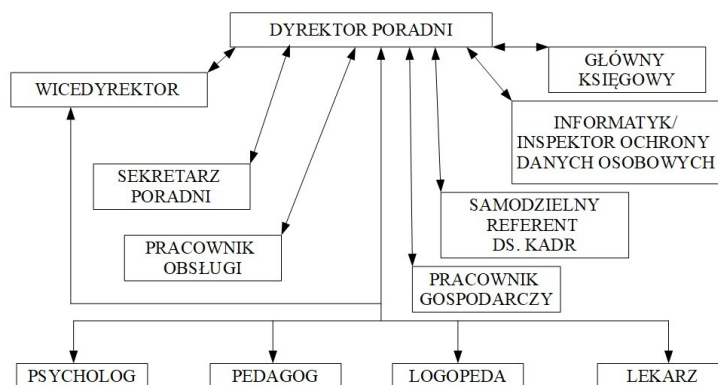 DYREKTOR PORADNI
GŁÓWNY
KSIĘGOWY
WICEDYREKTOR
INFORMATYK/
INSPEKTOR OCHRONY
DANYCH OSOBOWYCH
SEKRETARZ
PORADNI
SAMODZIELNY
REFERENT
DS. KADR
PRACOWNIK
OBSŁUGI
PRACOWNIK
GOSPODARCZY
PSYCHOLOG
PEDAGOG
LOGOPEDA
LEKARZ